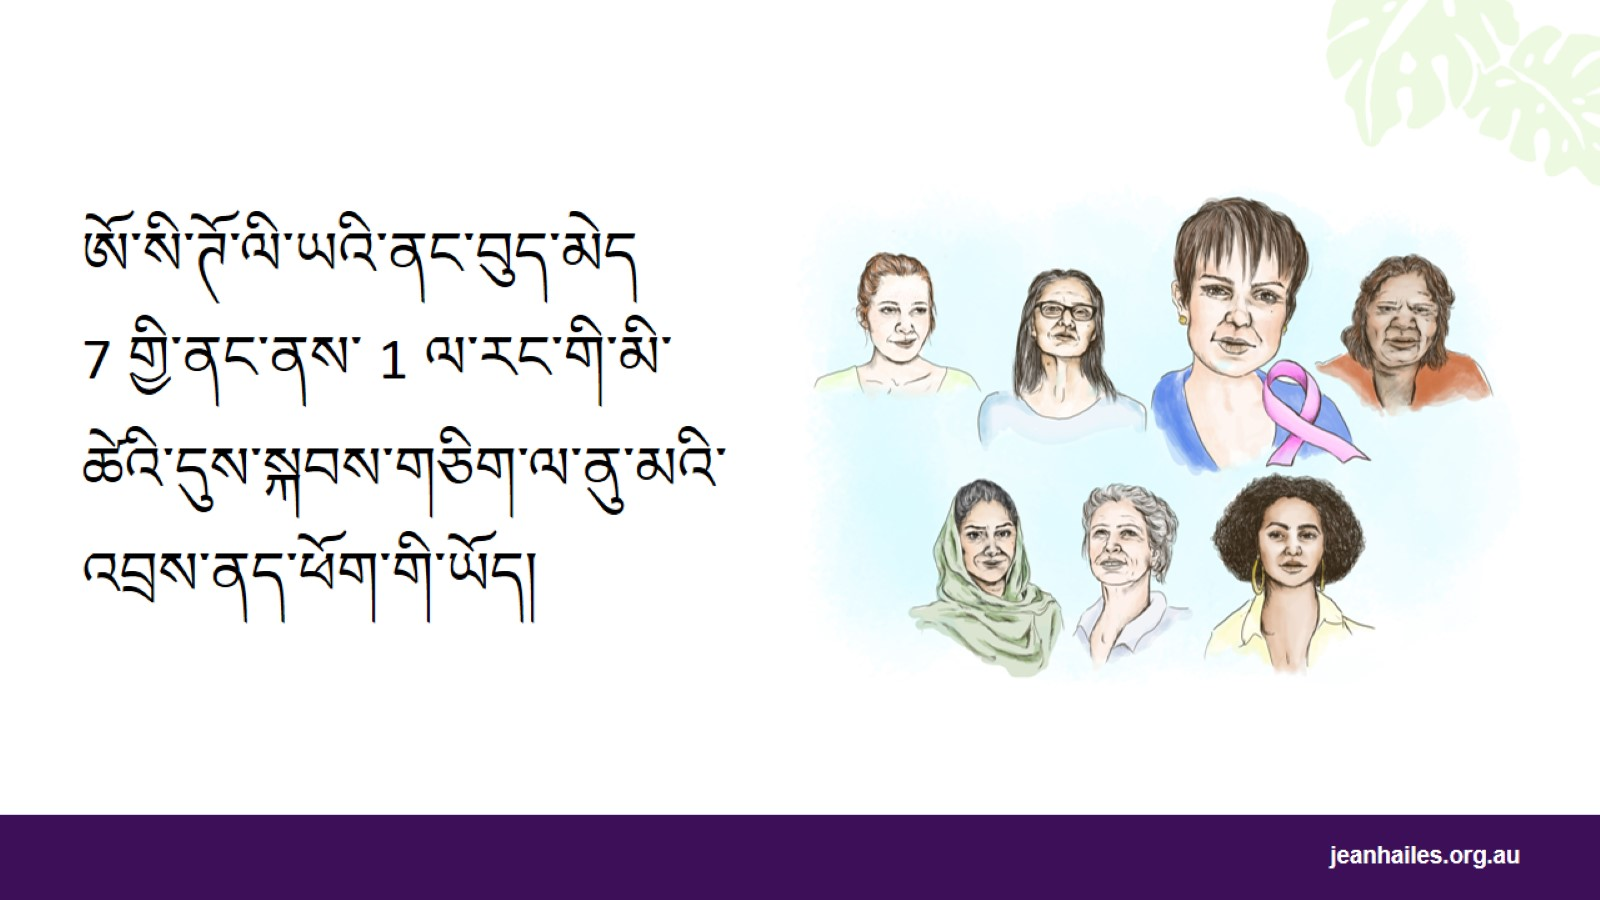 ཨོ་སི་ཊོ་ལི་ཡའི་ནང་བུད་མེད
7 གྱི་ནང་ནས་ 1 ལ་རང་གི་མི་
ཚེའི་དུས་སྐབས་གཅིག་ལ་ནུ་མའི་
འབྲས་ནད་ཕོག་གི་ཡོད།
jeanhailes.org.au